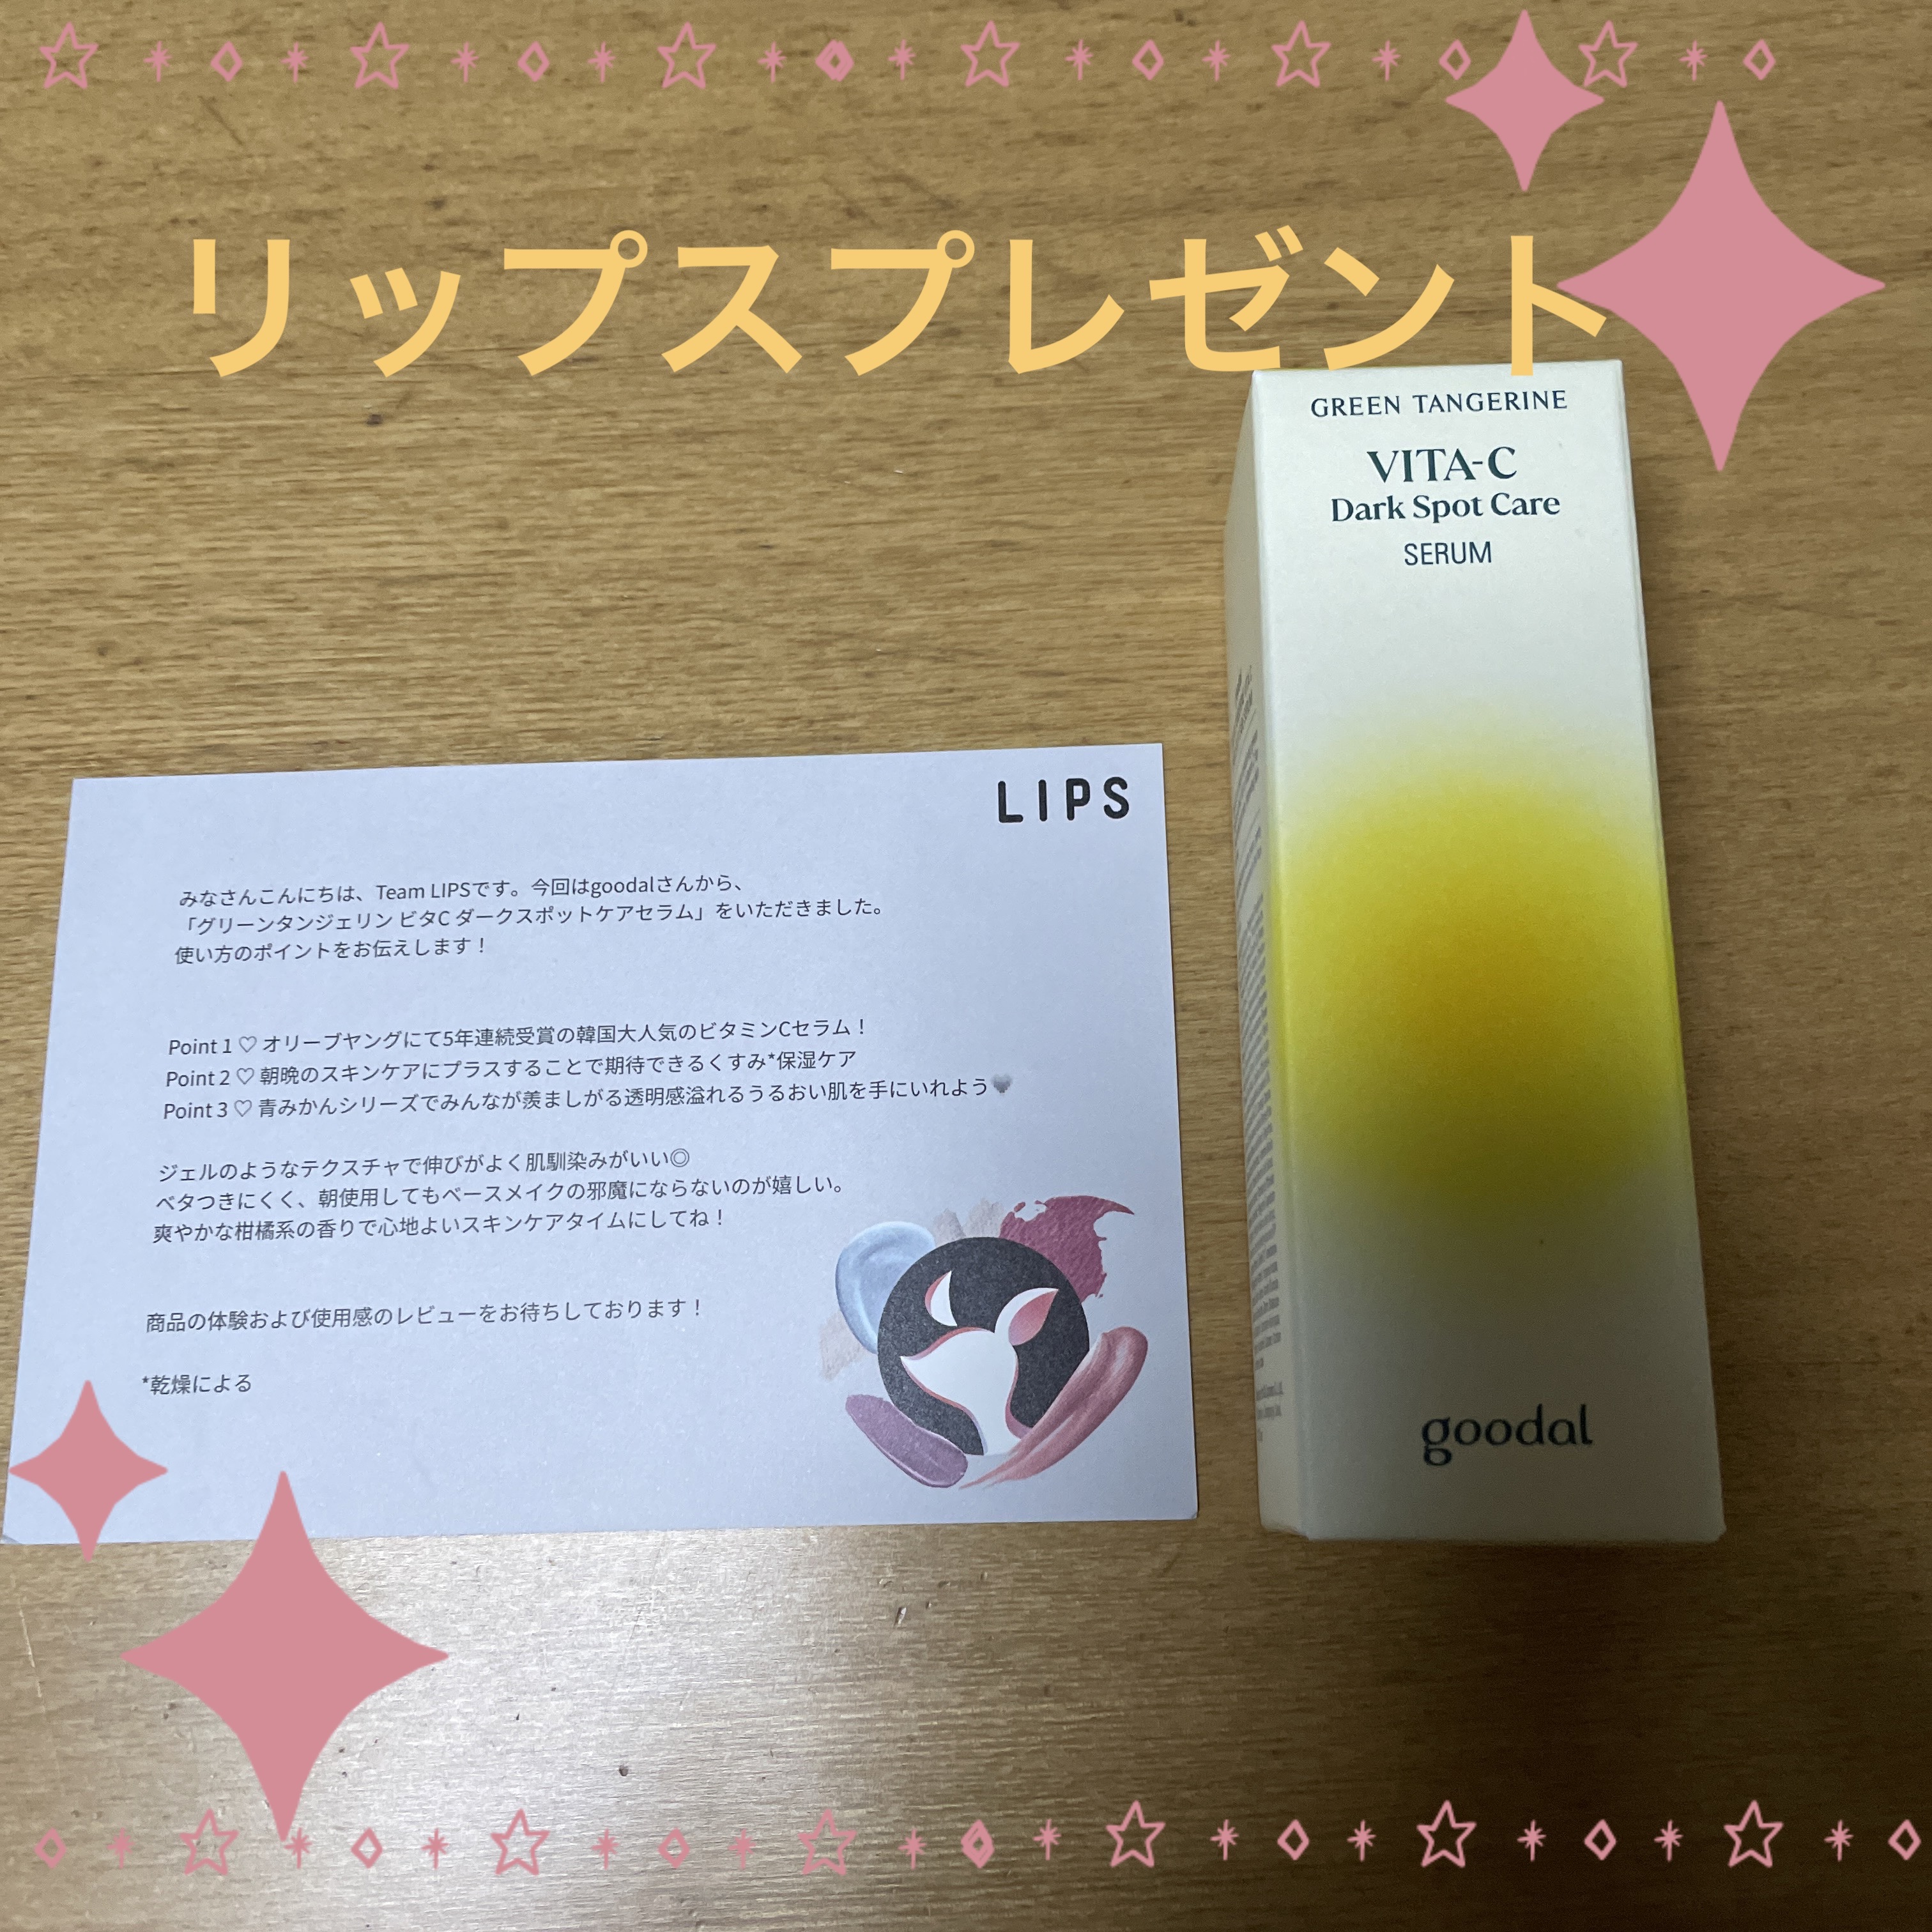 リップスプレゼント
GREEN TANGERINE
VITA-C
Dark Spot Care
SERUM
goodal
LIPS
みなさんこんにちは、Team LIPSです。今回はgoodalさんから、
「グリーンタンジェリン ビタC ダークスポットケアセラム」をいただきました。
使い方のポイントをお伝えします！
Point 1 ♡ オリーブヤングにて5年連続受賞の韓国大人気のビタミンCセラム！
Point 2 ♡ 朝晩のスキンケアにプラスすることで期待できるくすみ*保湿ケア
Point 3 ♡ 青みかんシリーズでみんなが羨ましがる透明感溢れるうるおい肌を手にいれよう🖤
ジェルのようなテクスチャで伸びがよく肌馴染みがいい◎
ベタつきにくく、朝使用してもベースメイクの邪魔にならないのが嬉しい。
爽やかな柑橘系の香りで心地よいスキンケアタイムにしてね！
商品の体験および使用感のレビューをお待ちしております！
*乾燥による